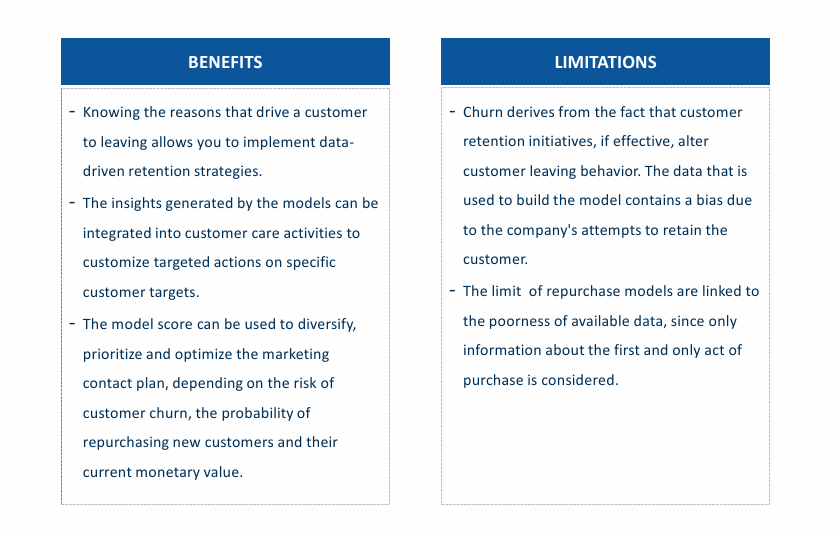 BENEFITS
- Knowing the reasons that drive a customer
to leaving allows you to implement data-
driven retention strategies.
- The insights generated by the models can be
integrated into customer care activities to
customize targeted actions on specific
customer targets.
- The model score can be used to diversify,
prioritize and optimize the marketing
contact plan, depending on the risk of
customer churn, the probability of
repurchasing new customers and their
current monetary value.
LIMITATIONS
- Churn derives from the fact that customer
retention initiatives, if effective, alter
customer leaving behavior. The data that is
used to build the model contains a bias due
to the company's attempts to retain the
customer.
- The limit  of repurchase models are linked to
the poorness of available data, since only
information about the first and only act of
purchase is considered.